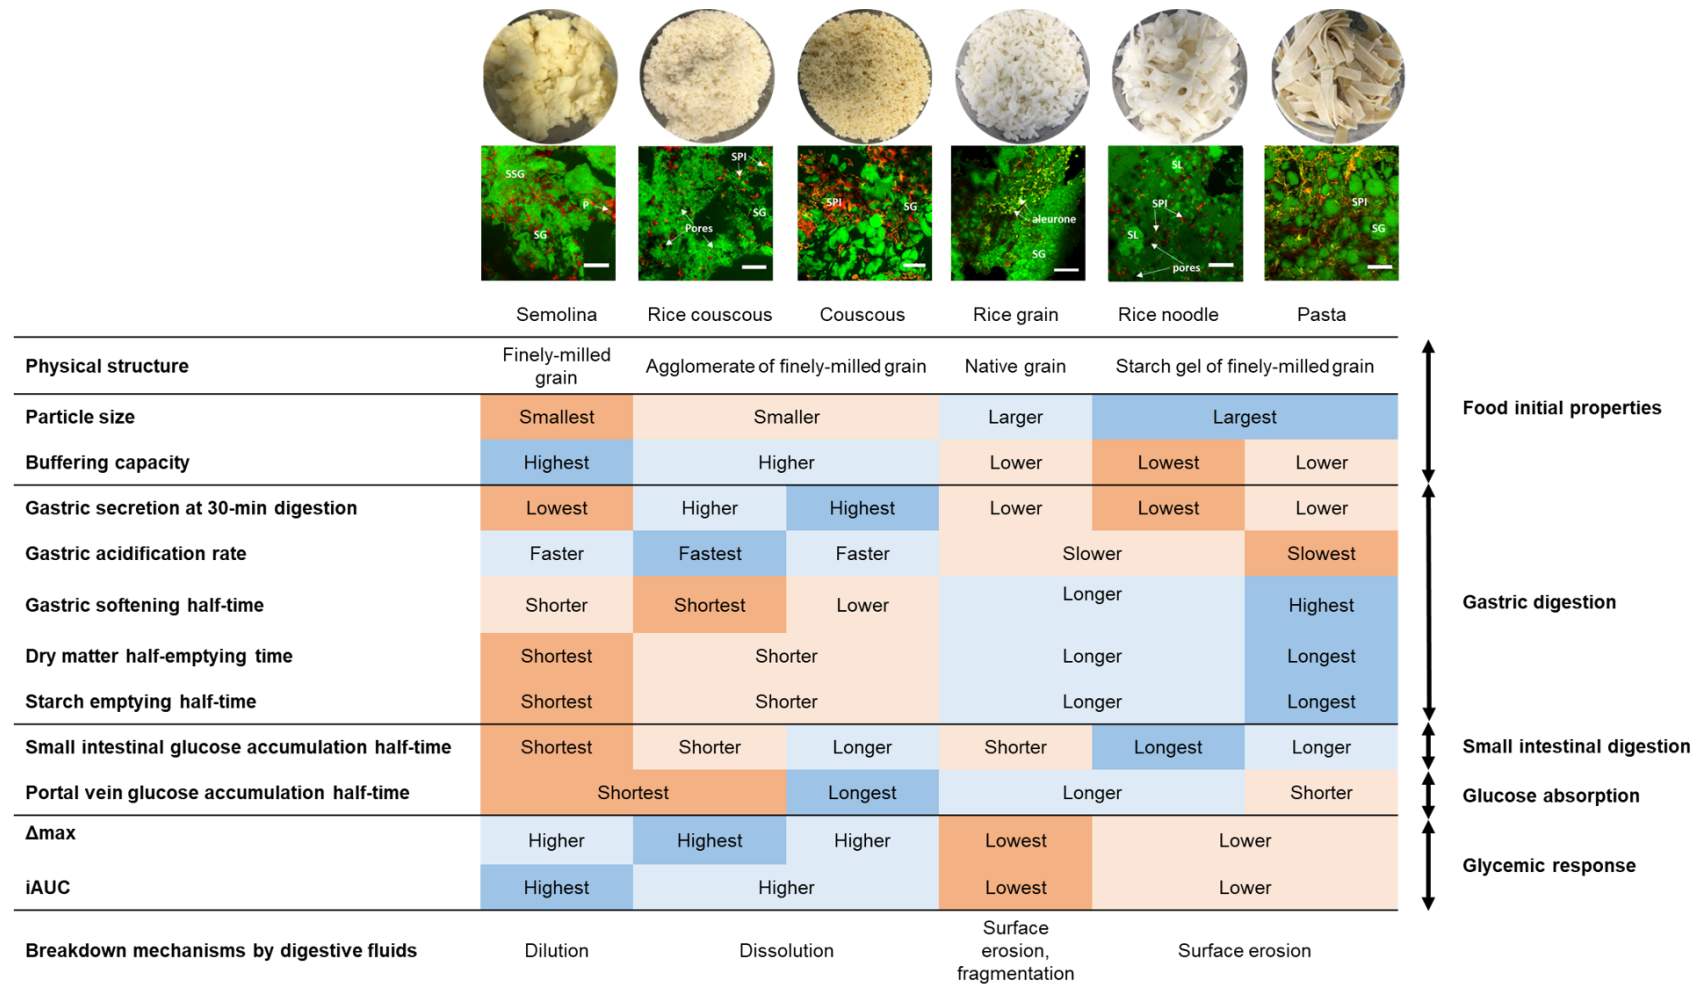 SSG
P
SG
SPI
SG
Pores
SPI
SG
aleurone
SG
SL
SPI
SL
pores
SPI
SG
Semolina
Rice couscous
Couscous
Rice grain
Rice noodle
Pasta
Physical structure
Finely-milled
grain
Agglomerate of finely-milled grain
Native grain
Starch gel of finely-milled grain
Food initial properties
Particle size
Smallest
Smaller
Larger
Largest
Buffering capacity
Highest
Higher
Lower
Lowest
Lower
Gastric secretion at 30-min digestion
Lowest
Higher
Highest
Lower
Lowest
Lower
Gastric digestion
Gastric acidification rate
Faster
Fastest
Faster
Slower
Slowest
Gastric softening half-time
Shorter
Shortest
Lower
Longer
Highest
Dry matter half-emptying time
Shortest
Shorter
Longer
Longest
Starch emptying half-time
Shortest
Shorter
Longer
Longest
Small intestinal glucose accumulation half-time
Shortest
Shorter
Longer
Shorter
Longest
Longer
Small intestinal digestion
Portal vein glucose accumulation half-time
Shortest
Longest
Longer
Shorter
Glucose absorption
Δmax
Higher
Highest
Higher
Lowest
Lower
Glycemic response
iAUC
Highest
Higher
Lowest
Lower
Breakdown mechanisms by digestive fluids
Dilution
Dissolution
Surface
erosion,
fragmentation
Surface erosion